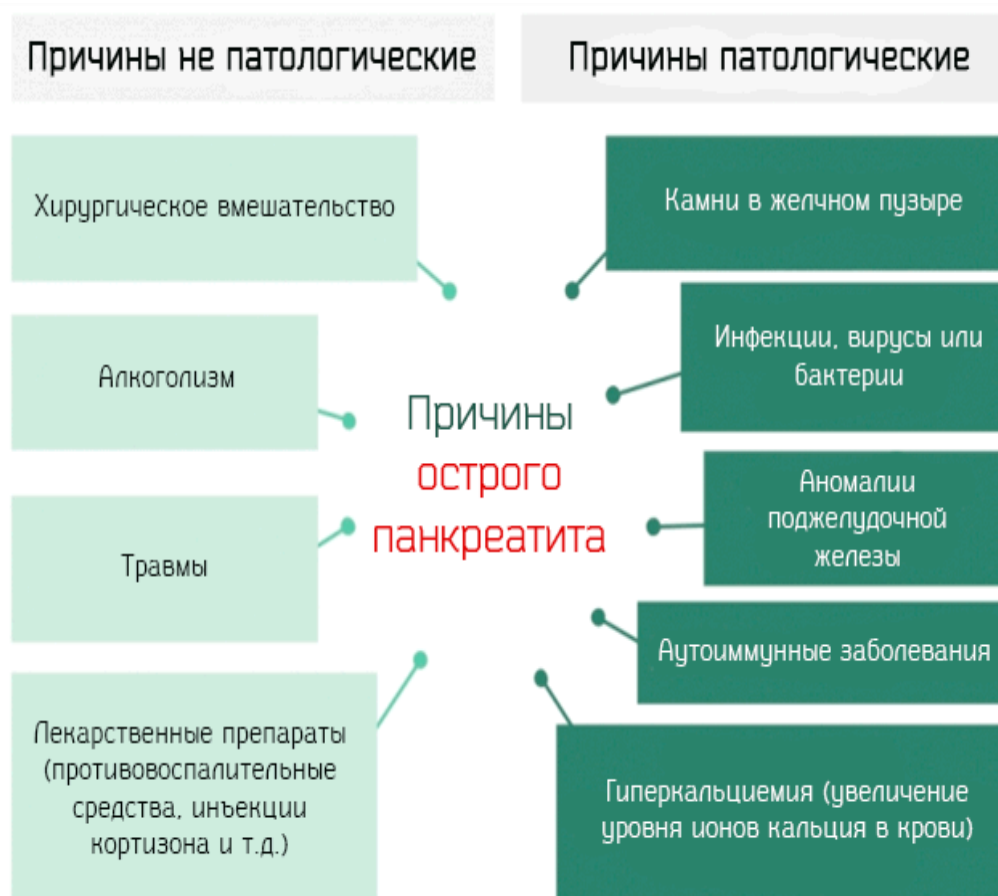 Причины не патологические
Причины патологические
Хирургическое вмешательство
Алкоголизм
Травмы
Лекарственные препараты
(противовоспалительные
средства, инъекции
кортизона и т.д.)
Причины
острого
панкреатита
Камни в желчном пузыре
Инфекции, вирусы или
бактерии
Аномалии
поджелудочной
железы
Аутоиммунные заболевания
Гиперкальциемия (увеличение
уровня ионов кальция в крови)